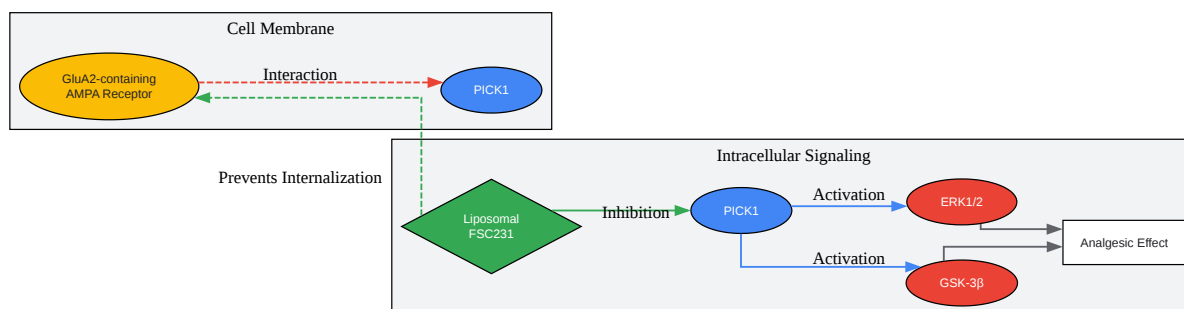 Cell Membrane
GluA2-containing
AMPA Receptor
Interaction
PICK1
Prevents Internalization
Intracellular Signaling
Liposomal
FSC231
Inhibition
PICK1
Activation
ERK1/2
Activation
GSK-3β
Analgesic Effect